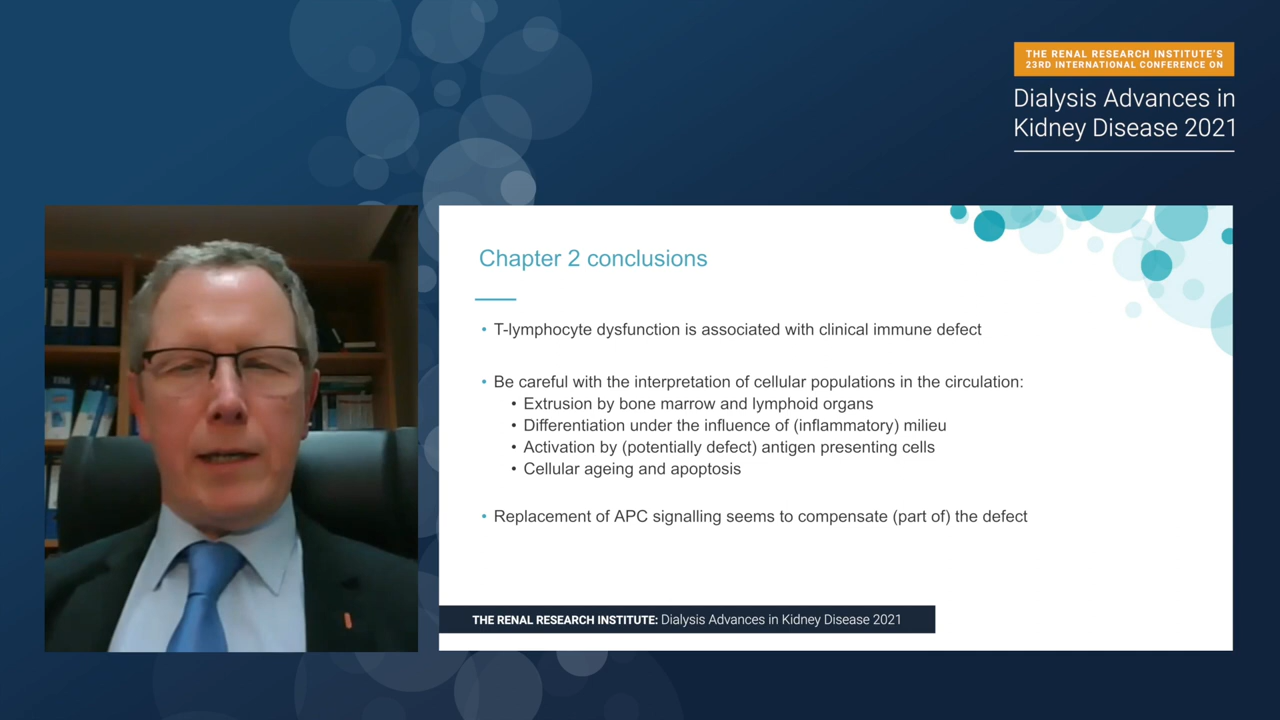 THE RENAL RESEARCH INSTITUTE'S
23RD INTERNATIONAL CONFERENCE ON
Dialysis Advances in
Kidney Disease 2021
Chapter 2 conclusions
• T-lymphocyte dysfunction is associated with clinical immune defect
• Be careful with the interpretation of cellular populations in the circulation:
• Extrusion by bone marrow and lymphoid organs
• Differentiation under the influence of (inflammatory) milieu
• Activation by (potentially defect) antigen presenting cells
• Cellular ageing and apoptosis
• Replacement of APC signalling seems to compensate (part of) the defect
THE RENAL RESEARCH INSTITUTE: Dialysis Advances in Kidney Disease 2021